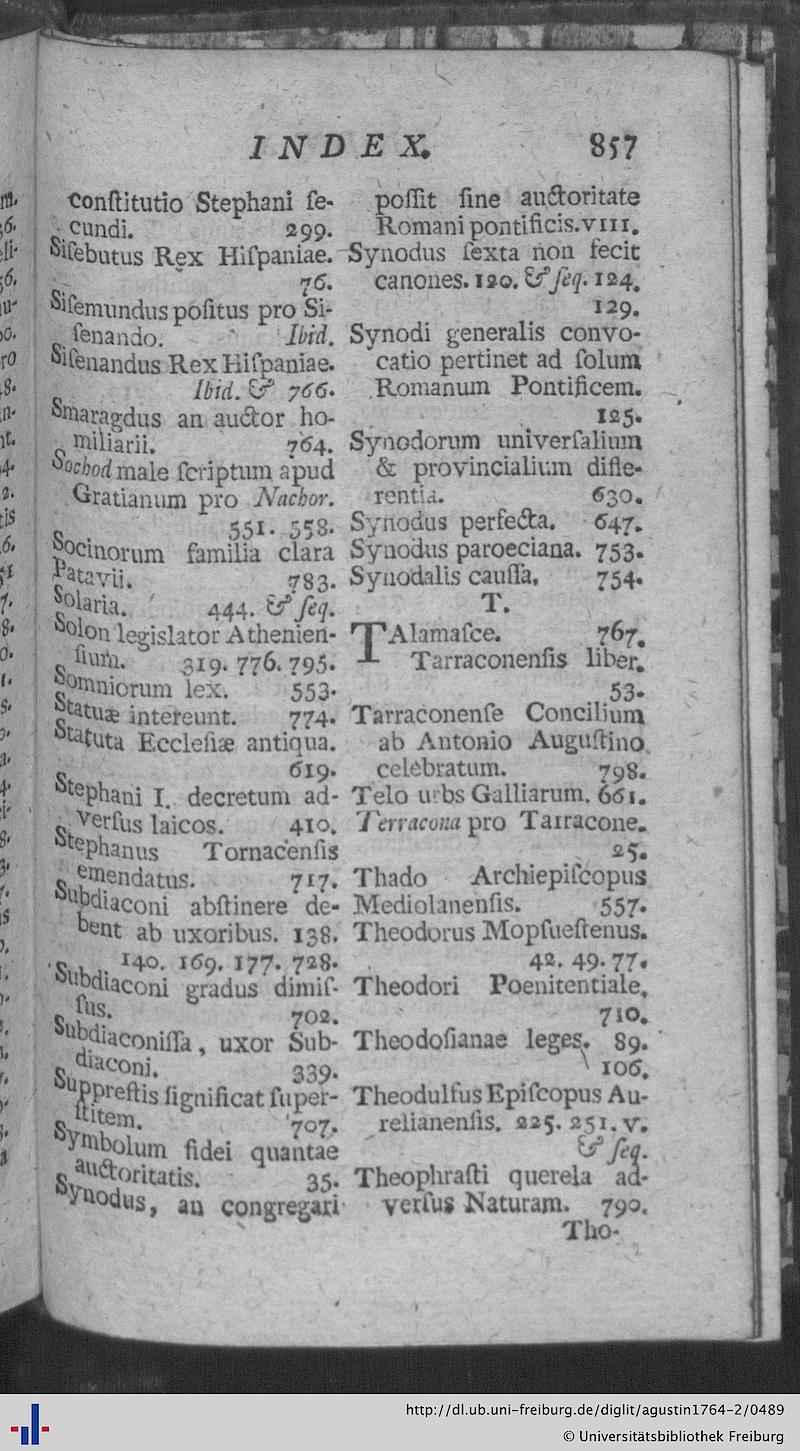 INDEX. 857
conſtitutio Stephani ſe-
cundi. 299.
Siſebutus Rex Hiſpaniae.
76.
Siſemundus poſitus pro Si-
ſenando. Ibid.
Siſenandus Rex Hiſpaniae.
Ibid. & 766.
Smaragdus an auctor ho-
miliarii. 764.
Sochod male ſcriptum apud
Gratianum pro Nachor.
551. 558.
Socinorum familia clara
Patavii. 783.
Solaria. 444. & ſeq.
Solon legislator Athenien-
ſium. 319. 776. 795.
Somniorum lex. 553.
Statuæ intereunt. 774.
Statuta Eccleſiæ antiqua.
619.
Stephani I. decretum ad-
verſus laicos. 410.
Stephanus Tornacenſis
emendatus. 717.
Subdiaconi abſtinere de-
bent ab uxoribus. 138.
140. 169. 177. 728.
Subdiaconi gradus dimiſ-
ſus. 702.
Subdiaconiſſa, uxor Sub-
diaconi. 339.
Suppreſtis ſignificat ſuper-
ſtitem. 707.
Symbolum fidei quantae
auctoritatis. 35.
Synodus, an congregari
poſſit ſine auctoritate
Romani pontificis. VIII.
Synodus ſexta non fecit
canones. 120. & ſeq. 124.
129.
Synodi generalis convo-
catio pertinet ad ſolum
Romanum Pontificem.
125.
Synodorum univerſalium
& provincialium diffe-
rentia. 630.
Synodus perfecta. 647.
Synodus paroeciana. 753.
Synodalis cauſſa. 754.
T.
TAlamaſce. 767.
Tarraconenſis liber.
53.
Tarraconenſe Concilium
ab Antonio Auguſtino
celebratum. 798.
Telo urbs Galliarum. 661.
Terracona pro Tarracone.
25.
Thado Archiepiſcopus
Mediolanenſis. 557.
Theodorus Mopſueſtenus.
42. 49. 77.
Theodori Poenitentiale.
710.
Theodoſianae leges. 89.
106.
Theodulfus Epiſcopus Au-
relianenſis. 225. 251. V.
& ſeq.
Theophraſti querela ad-
verſus Naturam. 790.
Tho-
http://dl.ub.uni-freiburg.de/diglit/agustin1764-2/0489
© Universitätsbibliothek Freiburg